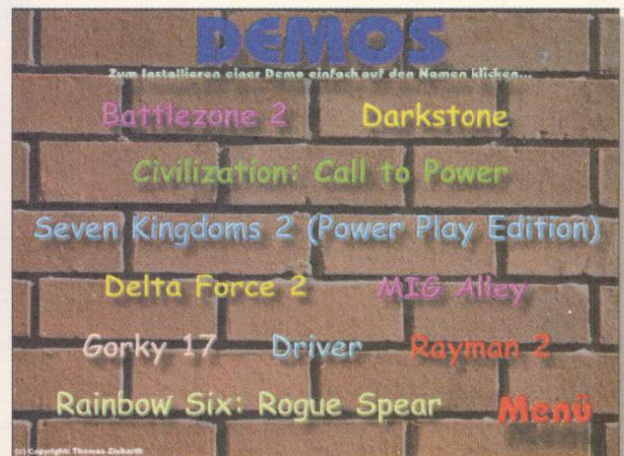 DEMOS
Zum Installieren einer Demo einfach auf den Namen klicken...
Battlezone 2 Darkstone
Civilization: Call to Power
Seven Kingdoms 2 (Power Play Edition)
Delta Force 2 MIG Alley
Gorky 17 Driver Rayman 2
Rainbow Six: Rogue Spear Menü
(c) Copyright: Thomas Ziebarth